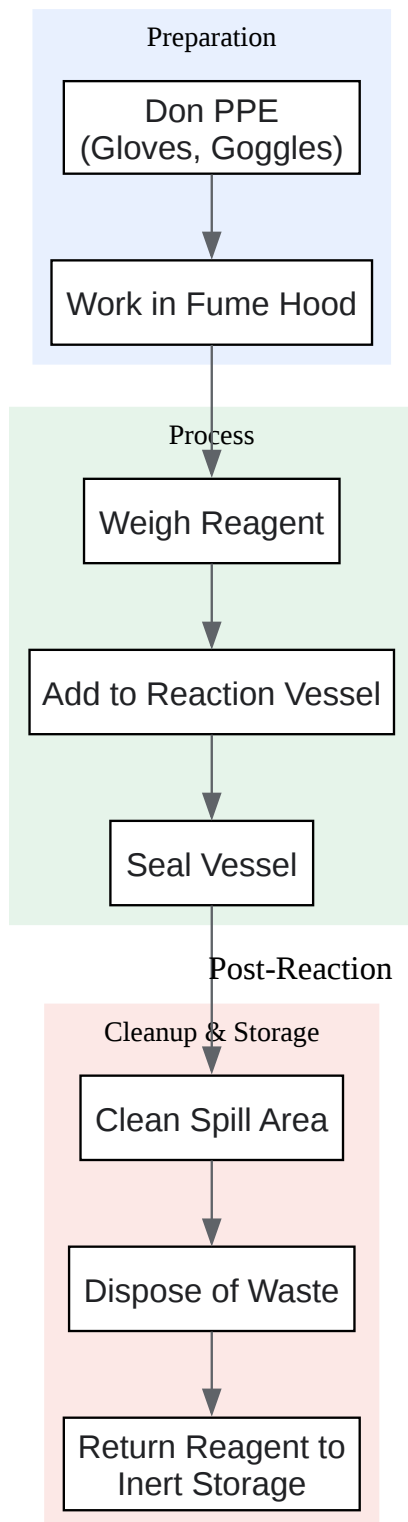 Preparation
Don PPE
(Gloves, Goggles)
Work in Fume Hood
Process
Weigh Reagent
Add to Reaction Vessel
Seal Vessel
Post-Reaction
Cleanup & Storage
Clean Spill Area
Dispose of Waste
Return Reagent to
Inert Storage